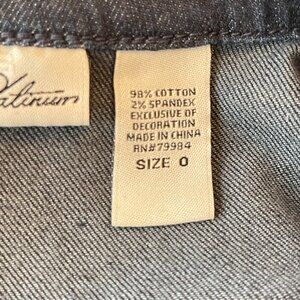 Platinum
98% COTTON
2% SPANDEX
EXCLUSIVE OF
DECORATION
MADE IN CHINA
RN#79984
SIZE 0